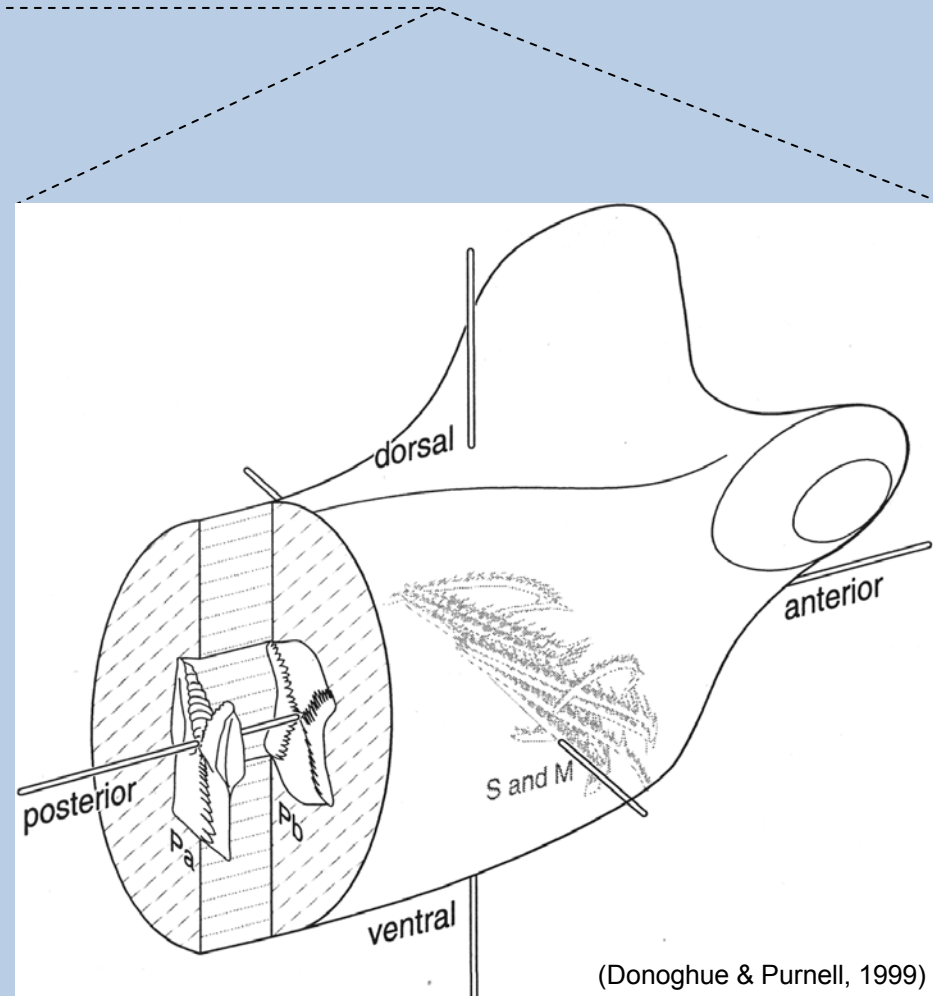 dorsal
anterior
S and M
posterior
Pa
Pb
ventral
(Donoghue & Purnell, 1999)